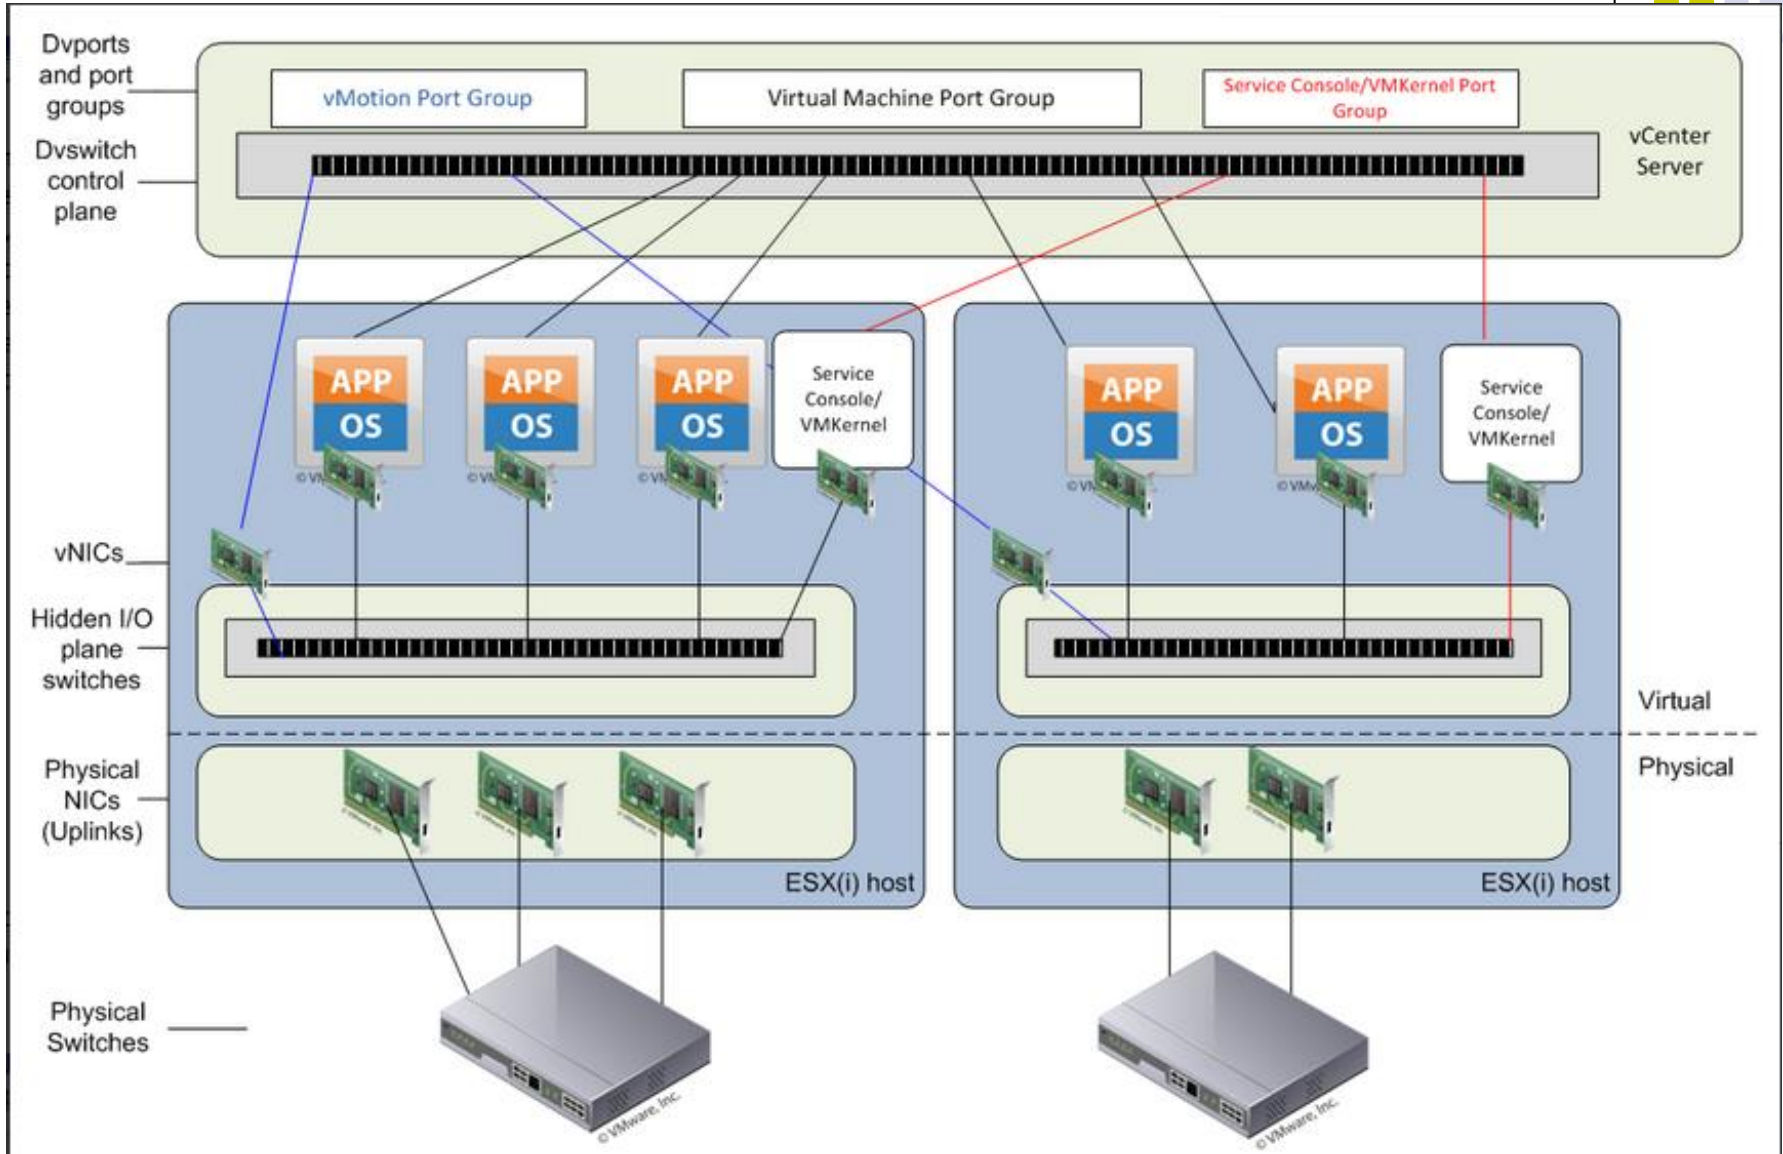 Dvports
and port
groups
vMotion Port Group
Virtual Machine Port Group
Service Console/VMKernel Port
Group
Dvswitch
control
plane
vCenter
Server
APP
OS
APP
OS
APP
OS
Service
Console/
VMKernel
APP
OS
APP
OS
Service
Console/
VMKernel
vNICs
Hidden I/O
plane
switches
Virtual
Physical
Physical
NICs
(Uplinks)
ESX(i) host
ESX(i) host
Physical
Switches
© VMware, Inc.
© VMware, Inc.